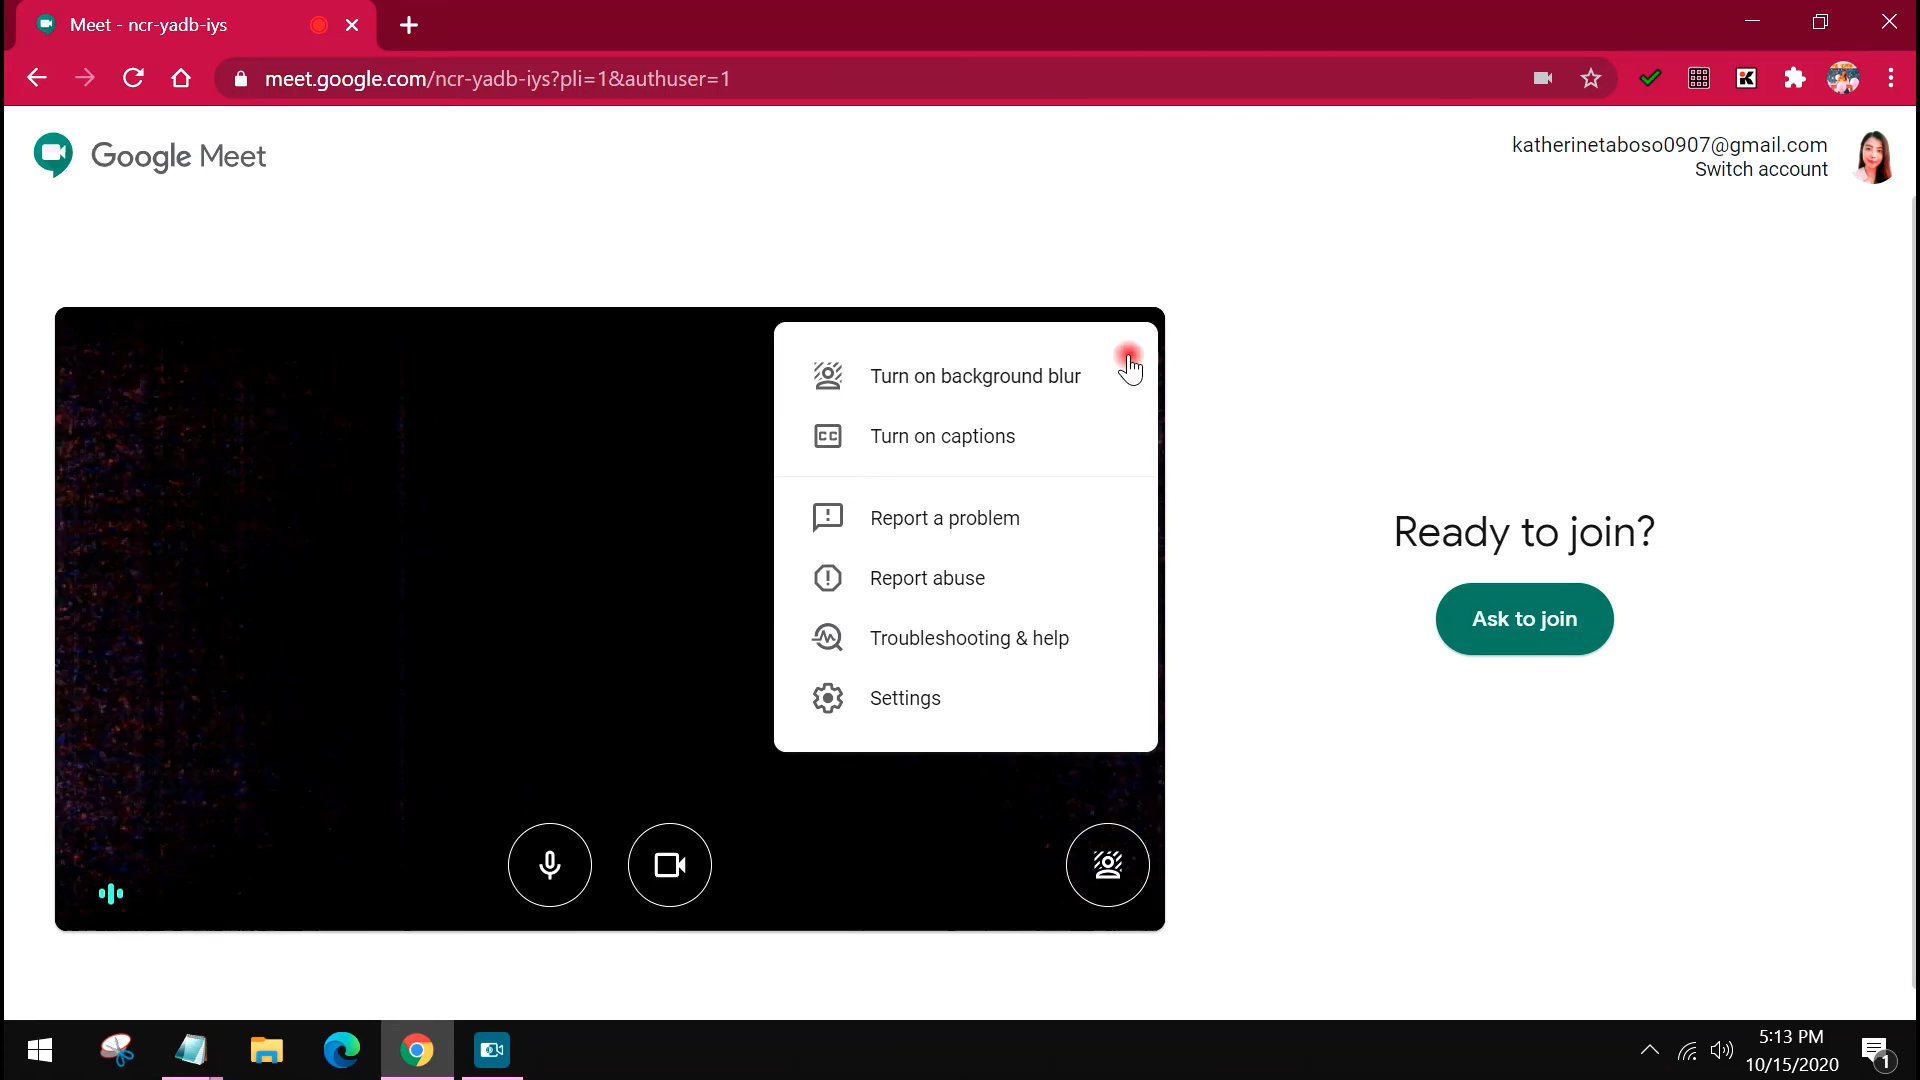 Meet - ncr-yadb-iys
meet.google.com/ncr-yadb-iys?pli=1&authuser=1
Google Meet
katherinetaboso0907@gmail.com
Switch account
Turn on background blur
CC Turn on captions
Report a problem
Report abuse
Troubleshooting & help
Settings
Ready to join?
Ask to join
5:13 PM
10/15/2020
1